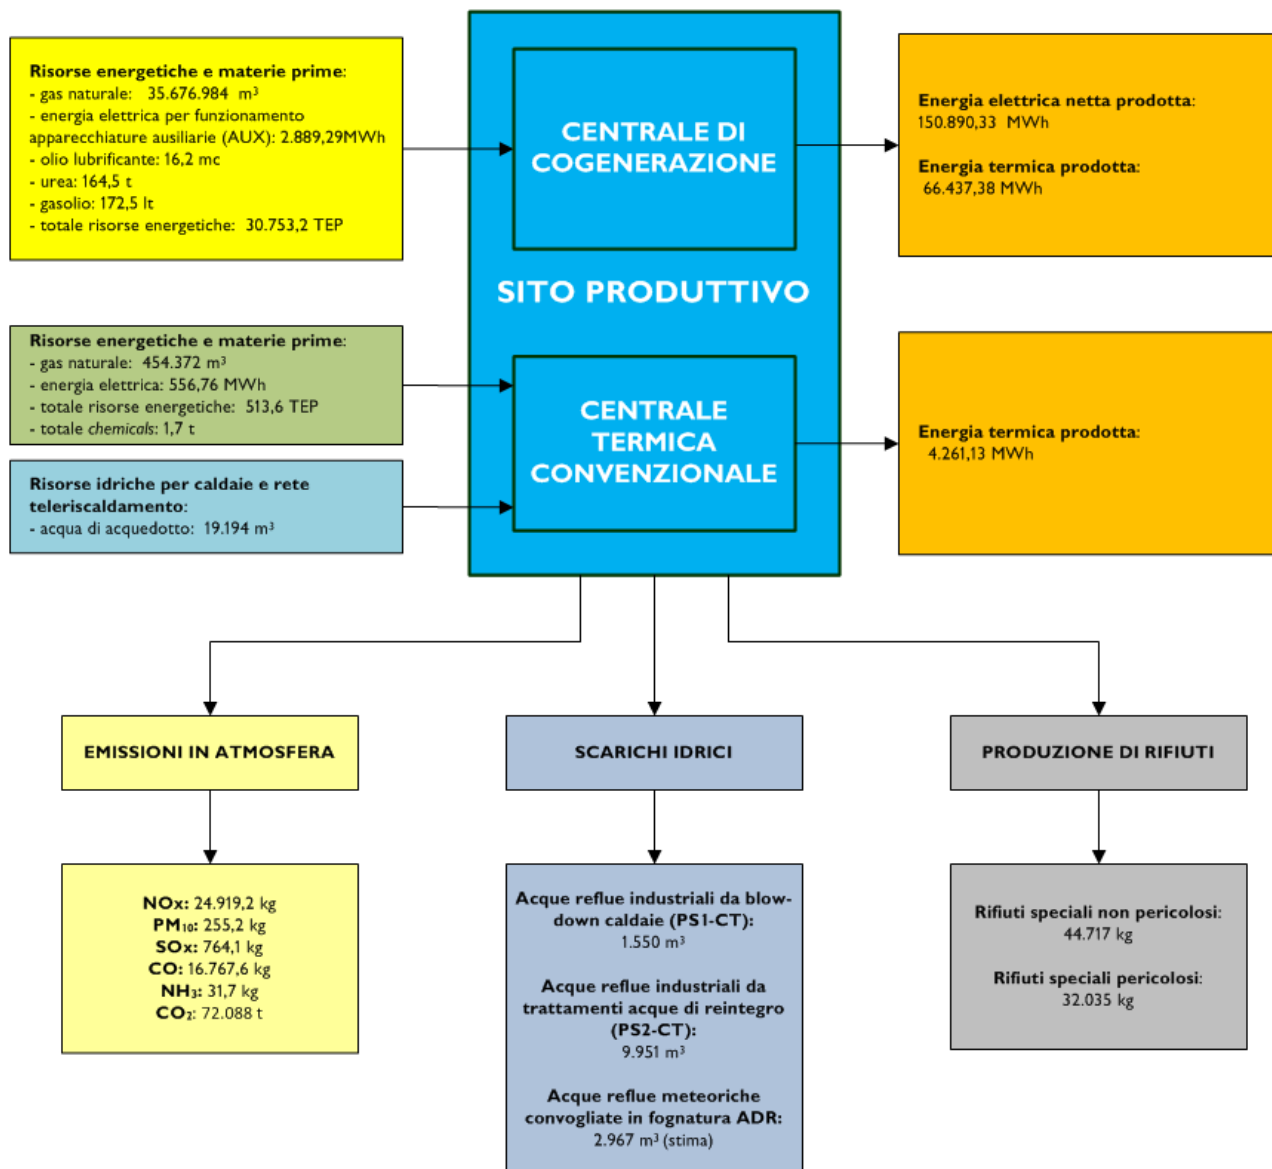 Risorse energetiche e materie prime:
- gas naturale: 35.676.984 m³
- energia elettrica per funzionamento
apparecchiature ausiliarie (AUX): 2.889,29MWh
- olio lubrificante: 16,2 mc
- urea: 164,5 t
- gasolio: 172,5 lt
- totale risorse energetiche: 30.753,2 TEP
CENTRALE DI
COGENERAZIONE
Energia elettrica netta prodotta:
150.890,33 MWh
Energia termica prodotta:
66.437,38 MWh
SITO PRODUTTIVO
Risorse energetiche e materie prime:
- gas naturale: 454.372 m³
- energia elettrica: 556,76 MWh
- totale risorse energetiche: 513,6 TEP
- totale chemicals: 1,7 t
Risorse idriche per caldaie e rete
teleriscaldamento:
- acqua di acquedotto: 19.194 m³
CENTRALE
TERMICA
CONVENZIONALE
Energia termica prodotta:
4.261,13 MWh
EMISSIONI IN ATMOSFERA
SCARICHI IDRICI
PRODUZIONE DI RIFIUTI
NOx: 24.919,2 kg
PM₁₀: 255,2 kg
SOx: 764,1 kg
CO: 16.767,6 kg
NH₃: 31,7 kg
CO₂: 72.088 t
Acque reflue industriali da blow-
down caldaie (PS1-CT):
1.550 m³
Acque reflue industriali da
trattamenti acque di reintegro
(PS2-CT):
9.951 m³
Acque reflue meteoriche
convogliate in fognatura ADR:
2.967 m³ (stima)
Rifiuti speciali non pericolosi:
44.717 kg
Rifiuti speciali pericolosi:
32.035 kg